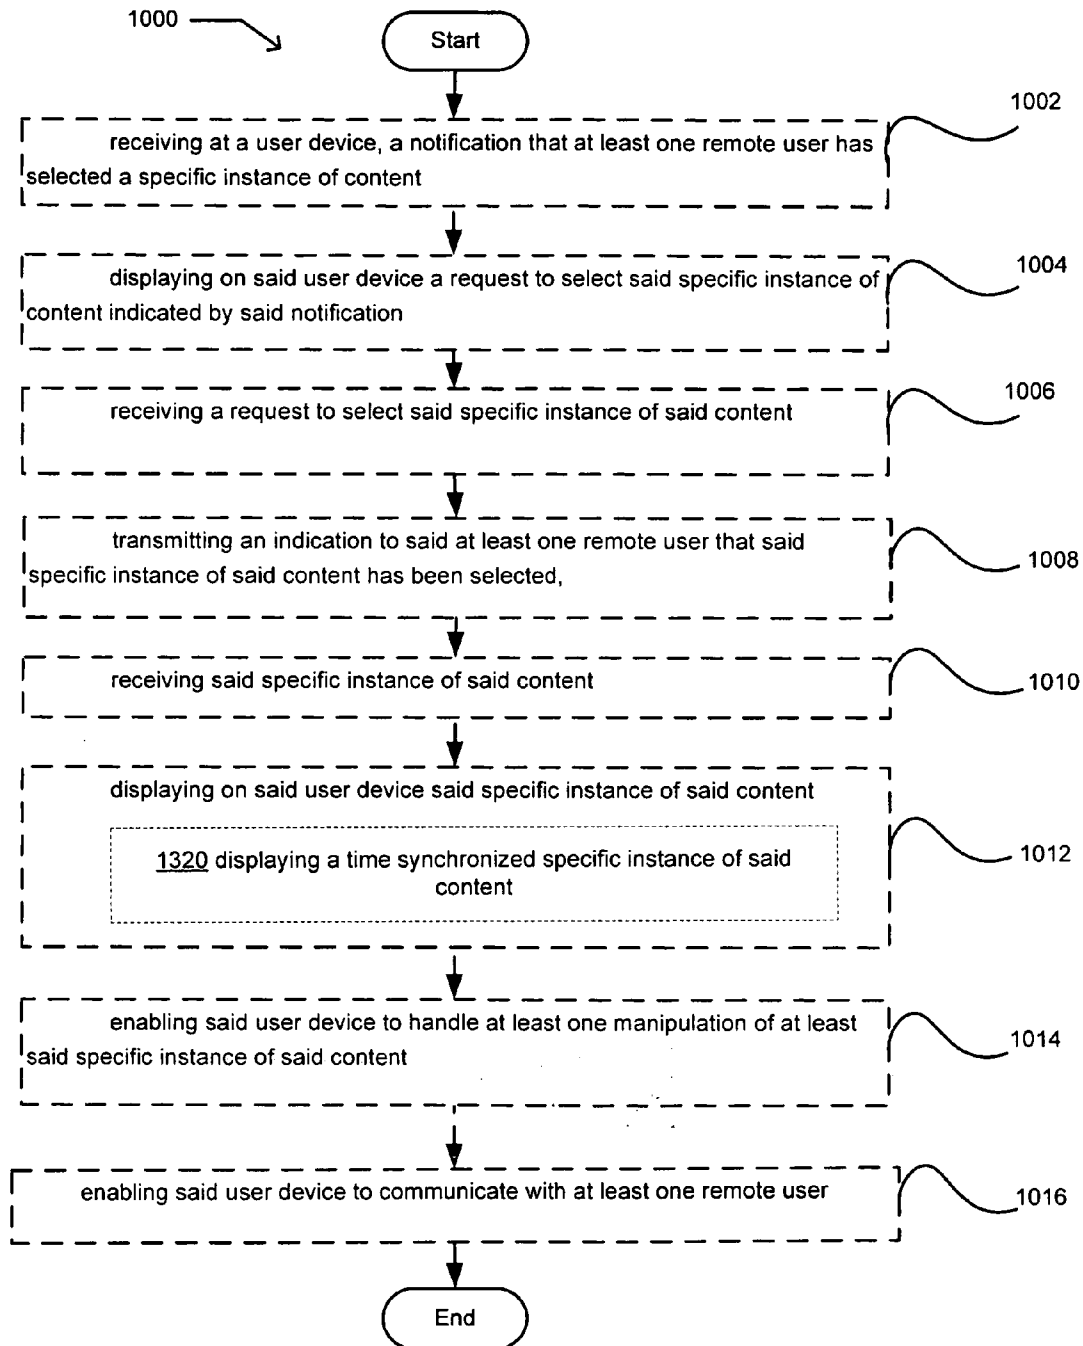 1000
Start
1002
receiving at a user device, a notification that at least one remote user has
selected a specific instance of content
1004
displaying on said user device a request to select said specific instance of
content indicated by said notification
1006
receiving a request to select said specific instance of said content
1008
transmitting an indication to said at least one remote user that said
specific instance of said content has been selected,
1010
receiving said specific instance of said content
1012
displaying on said user device said specific instance of said content
1320 displaying a time synchronized specific instance of said
content
1014
enabling said user device to handle at least one manipulation of at least
said specific instance of said content
1016
enabling said user device to communicate with at least one remote user
End